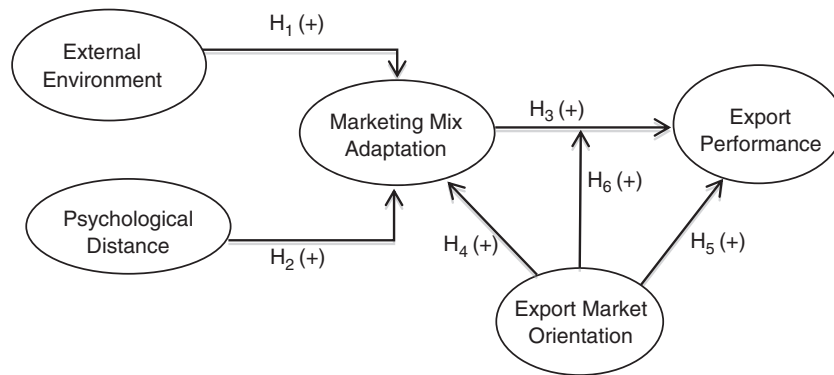 H₁ (+)
External
Environment
Marketing Mix
Adaptation
H₃ (+)
Export
Performance
Psychological
Distance
H₂ (+)
H₄ (+)
H₆ (+)
H₅ (+)
Export Market
Orientation